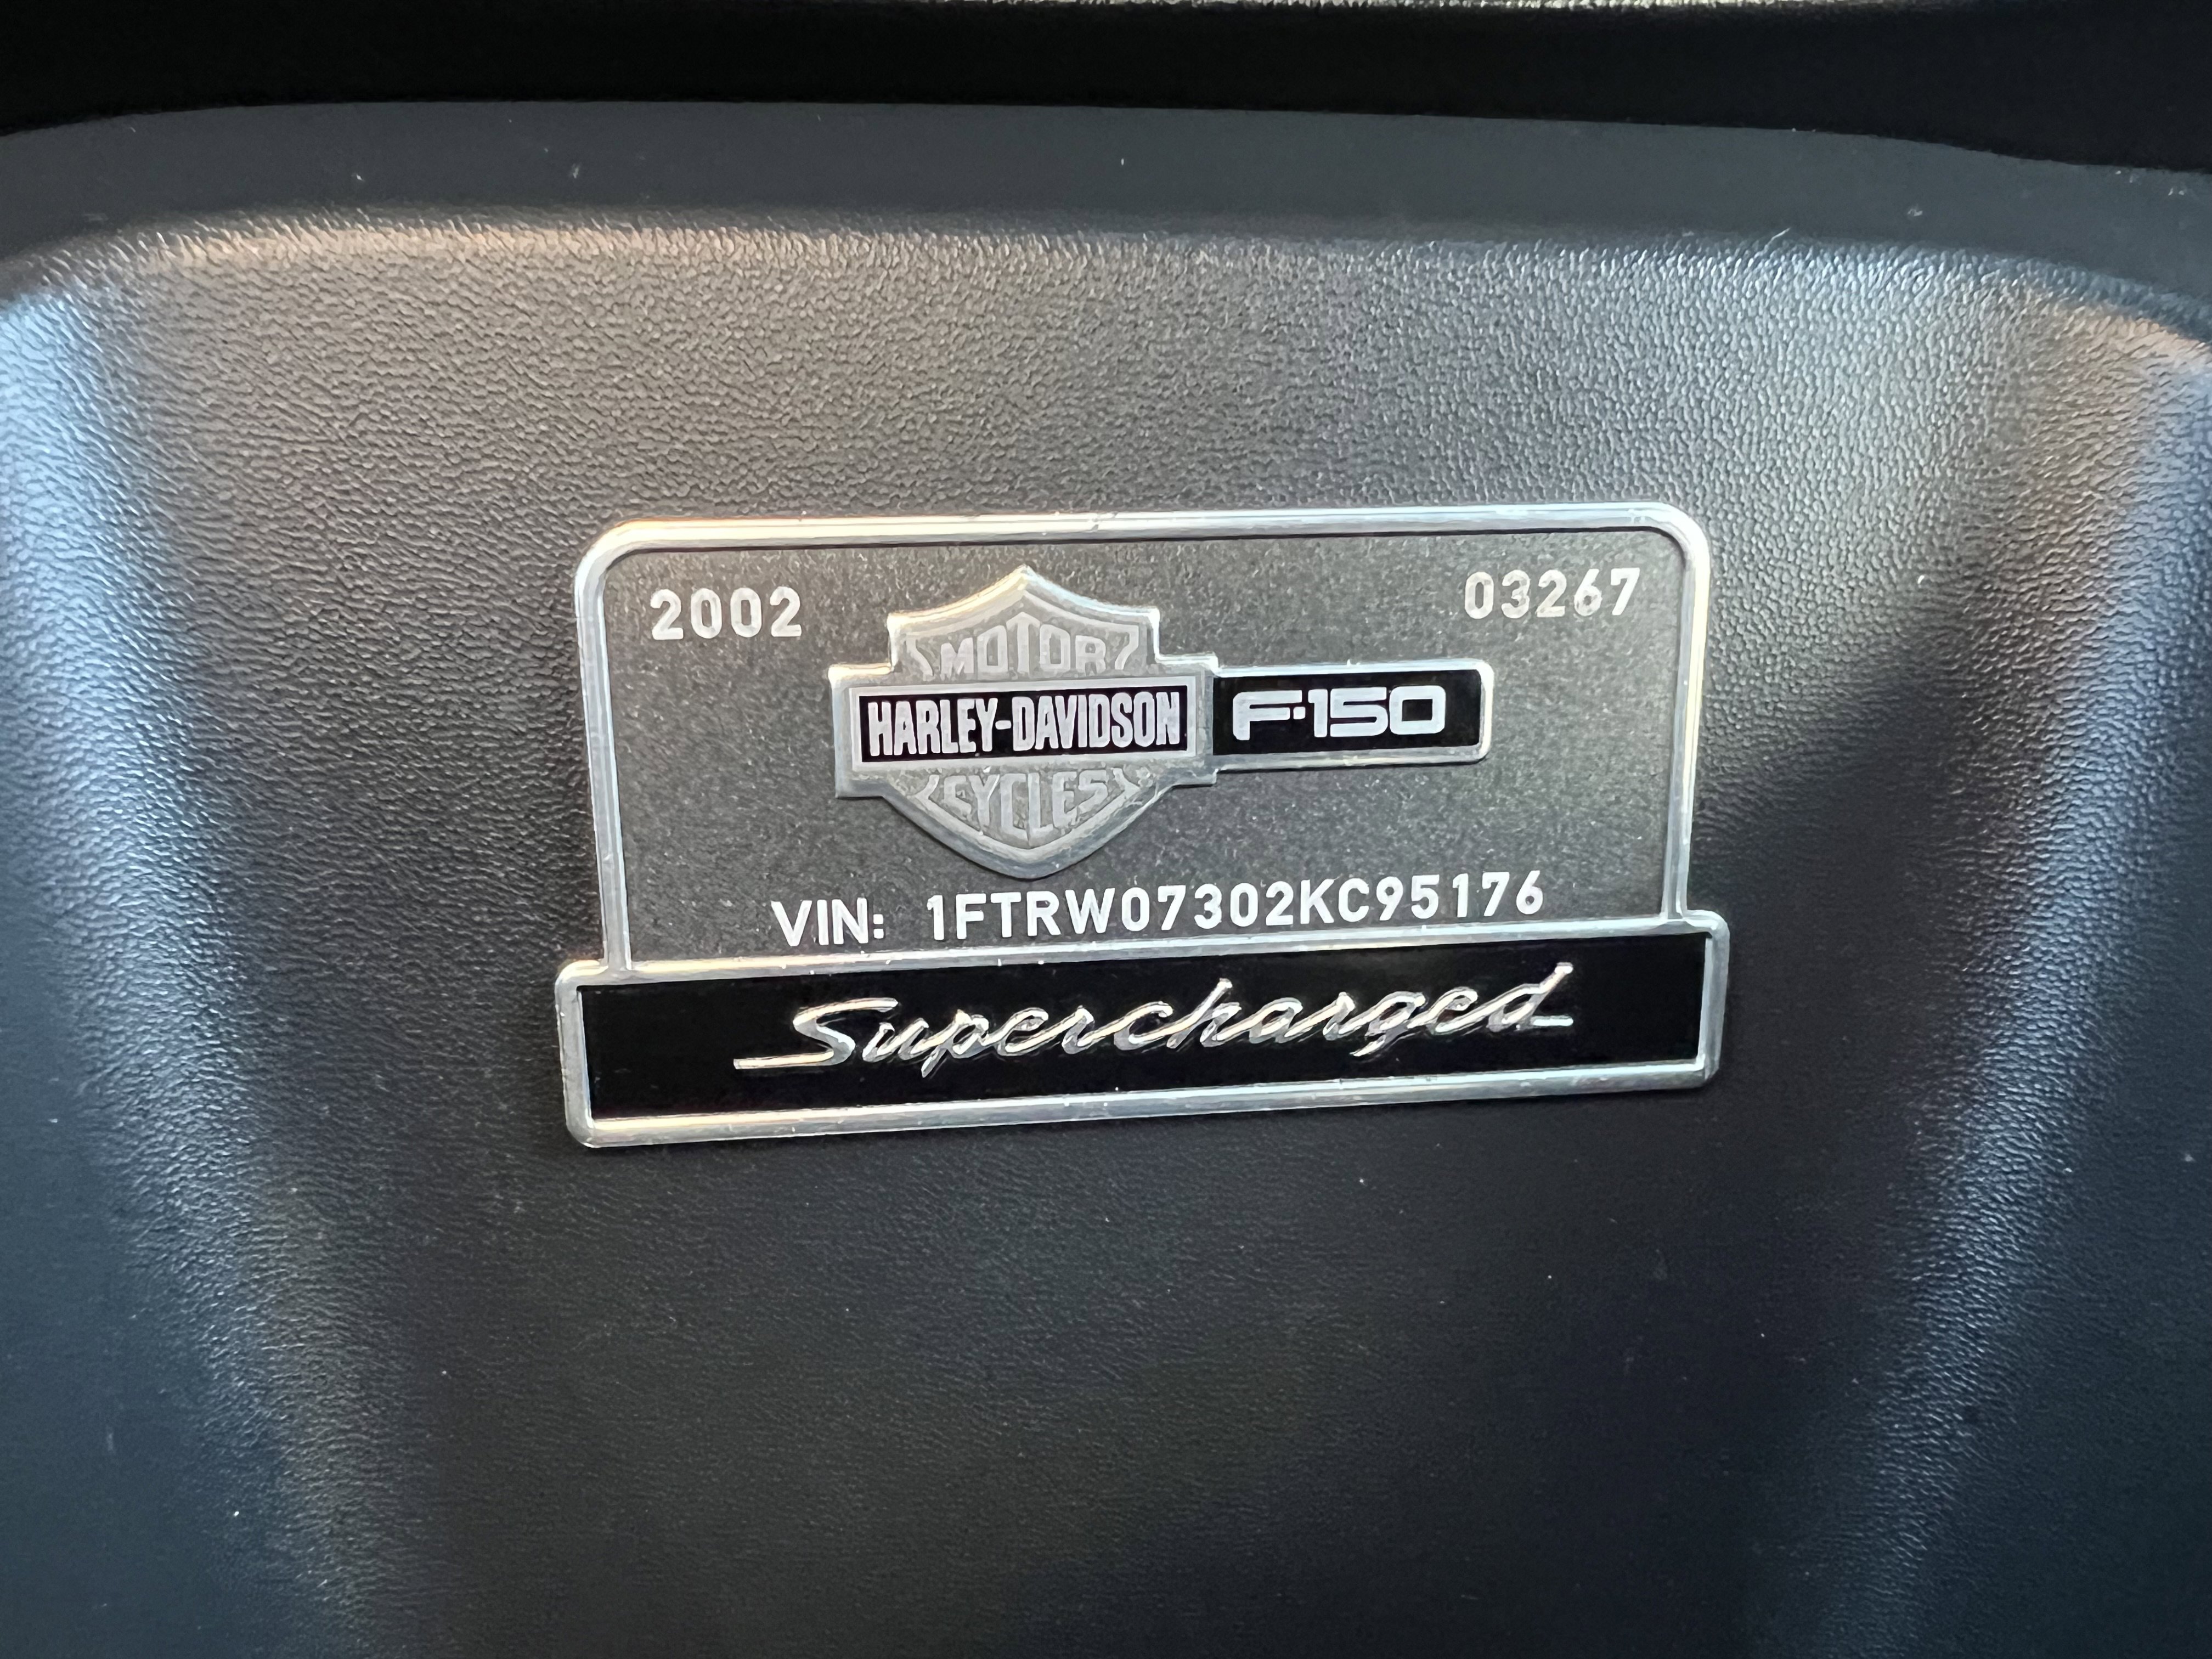 2002 03267
MOTOR
HARLEY-DAVIDSON F-150
CYCLES
VIN: 1FTRW07302KC95176
Supercharged